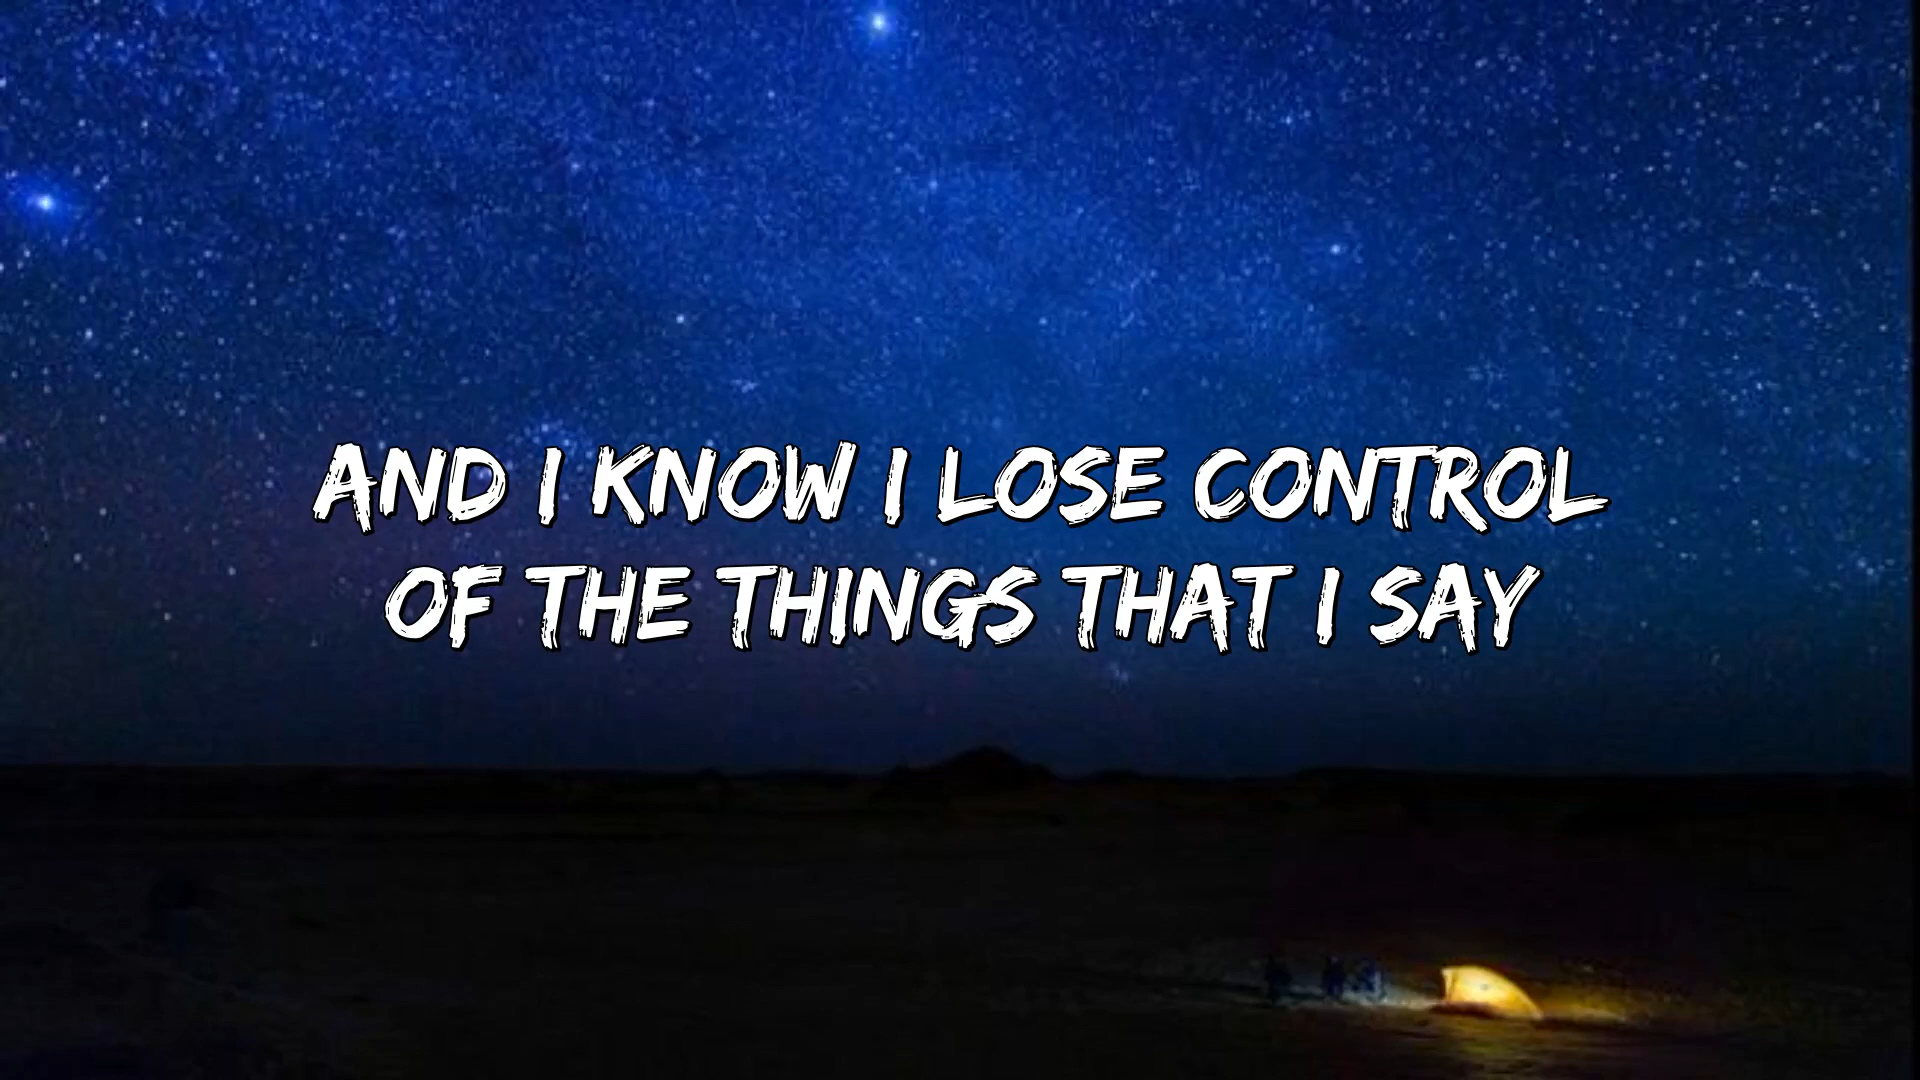 AND I KNOW I LOSE CONTROL
OF THE THINGS THAT I SAY